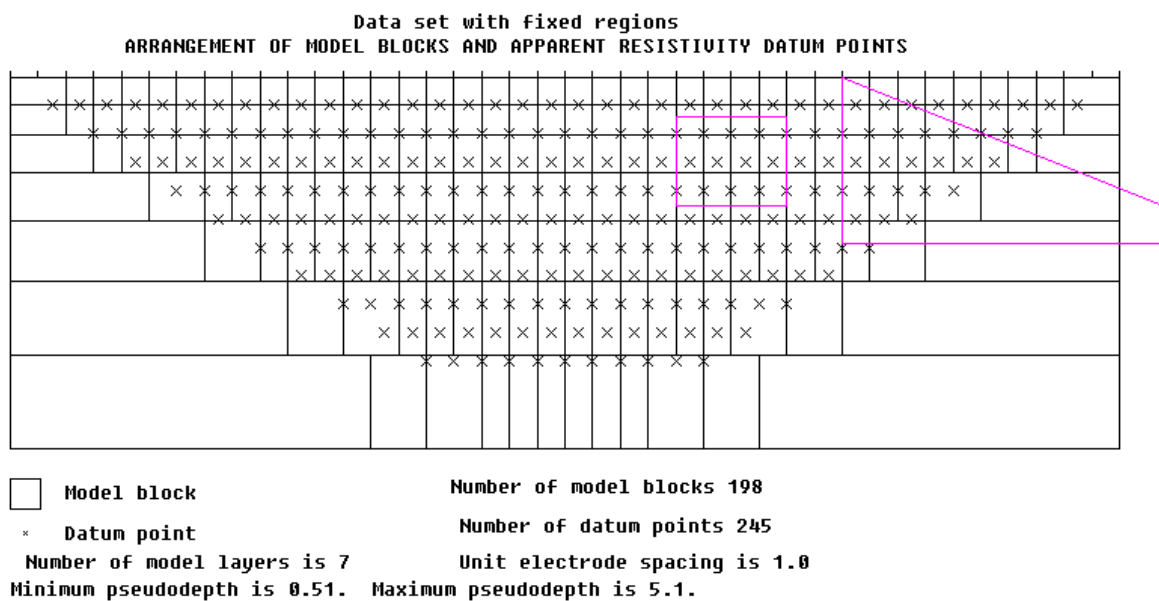 Data set with fixed regions
ARRANGEMENT OF MODEL BLOCKS AND APPARENT RESISTIVITY DATUM POINTS
Model block
Number of model blocks 198
Datum point
Number of datum points 245
Number of model layers is 7
Unit electrode spacing is 1.0
Minimum pseudodepth is 0.51. Maximum pseudodepth is 5.1.